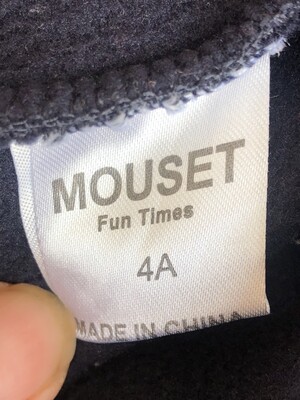 MOUSET
Fun Times
4A
MADE IN CHINA